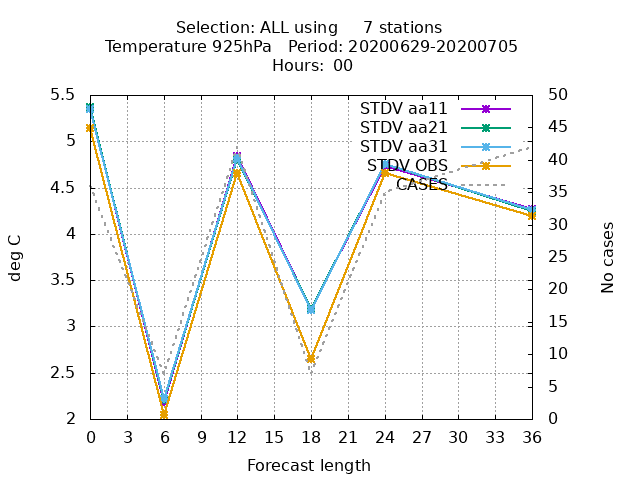 Selection: ALL using     7 stations
Temperature 925hPa   Period: 20200629-20200705
Hours:  00
5.5
5
4.5
4
3.5
3
2.5
2
deg C
STDV aa11
STDV aa21
STDV aa31
STDV OBS
CASES
50
45
40
35
30
25
20
15
10
5
0
No cases
0 3 6 9 12 15 18 21 24 27 30 33 36
Forecast length